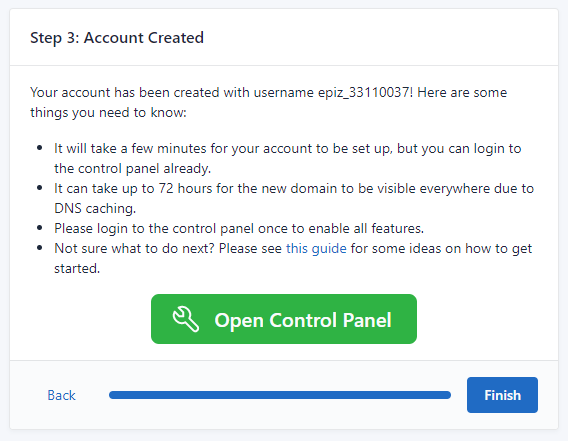 Step 3: Account Created
Your account has been created with username epiz_33110037! Here are some
things you need to know:
It will take a few minutes for your account to be set up, but you can login to
the control panel already.
It can take up to 72 hours for the new domain to be visible everywhere due to
DNS caching.
Please login to the control panel once to enable all features.
Not sure what to do next? Please see this guide for some ideas on how to get
started.
Open Control Panel
Back
Finish